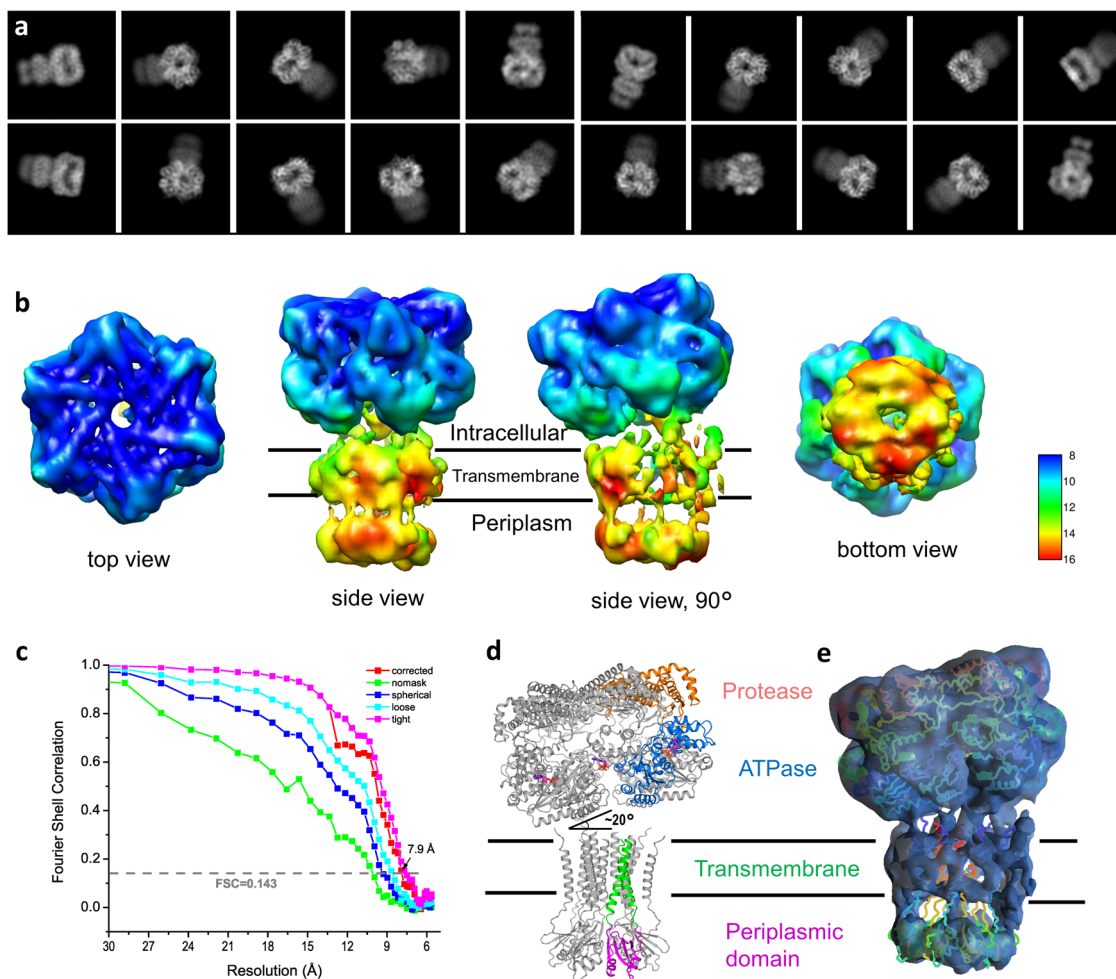 a
b
Intracellular
Transmembrane
Periplasm
top view
side view
side view, 90°
bottom view
8
10
12
14
16
c
corrected
nomask
spherical
loose
tight
1.0
0.8
0.6
0.4
0.2
0.0
Fourier Shell Correlation
7.9 Å
FSC=0.143
30 27 24 21 18 15 12 9 6
Resolution (Å)
d
~20°
Protease
ATPase
Transmembrane
Periplasmic
domain
e